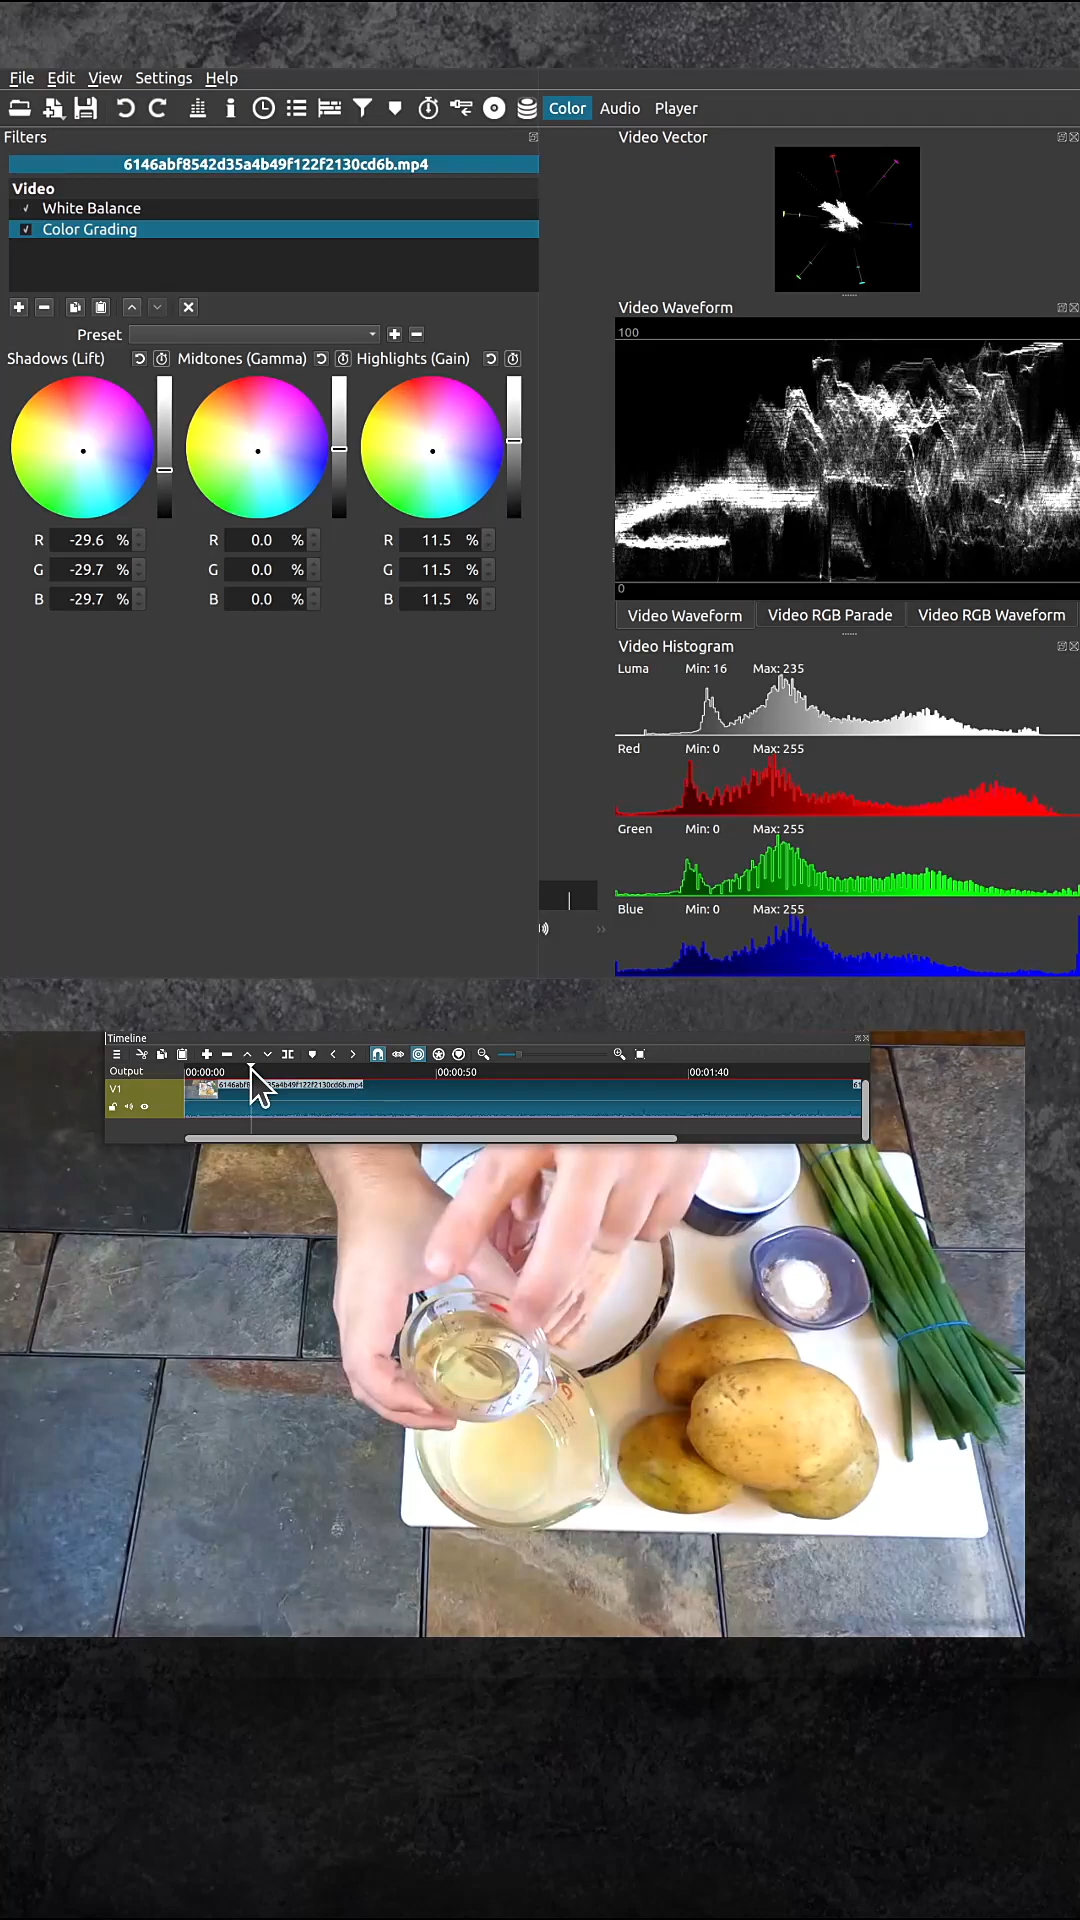 File Edit View Settings Help
Color Audio Player
Filters
6146abf8542d35a4b49f122f2130cd6b.mp4
Video
White Balance
Color Grading
Preset
Shadows (Lift) Midtones (Gamma) Highlights (Gain)
R -29.6 % R 0.0 % R 11.5 %
G -29.7 % G 0.0 % G 11.5 %
B -29.7 % B 0.0 % B 11.5 %
Video Vector
Video Waveform
100
0
Video Waveform Video RGB Parade Video RGB Waveform
Video Histogram
Luma Min: 16 Max: 235
Red Min: 0 Max: 255
Green Min: 0 Max: 255
Blue Min: 0 Max: 255
Timeline
Output 00:00:00 00:00:50 00:01:40
V1